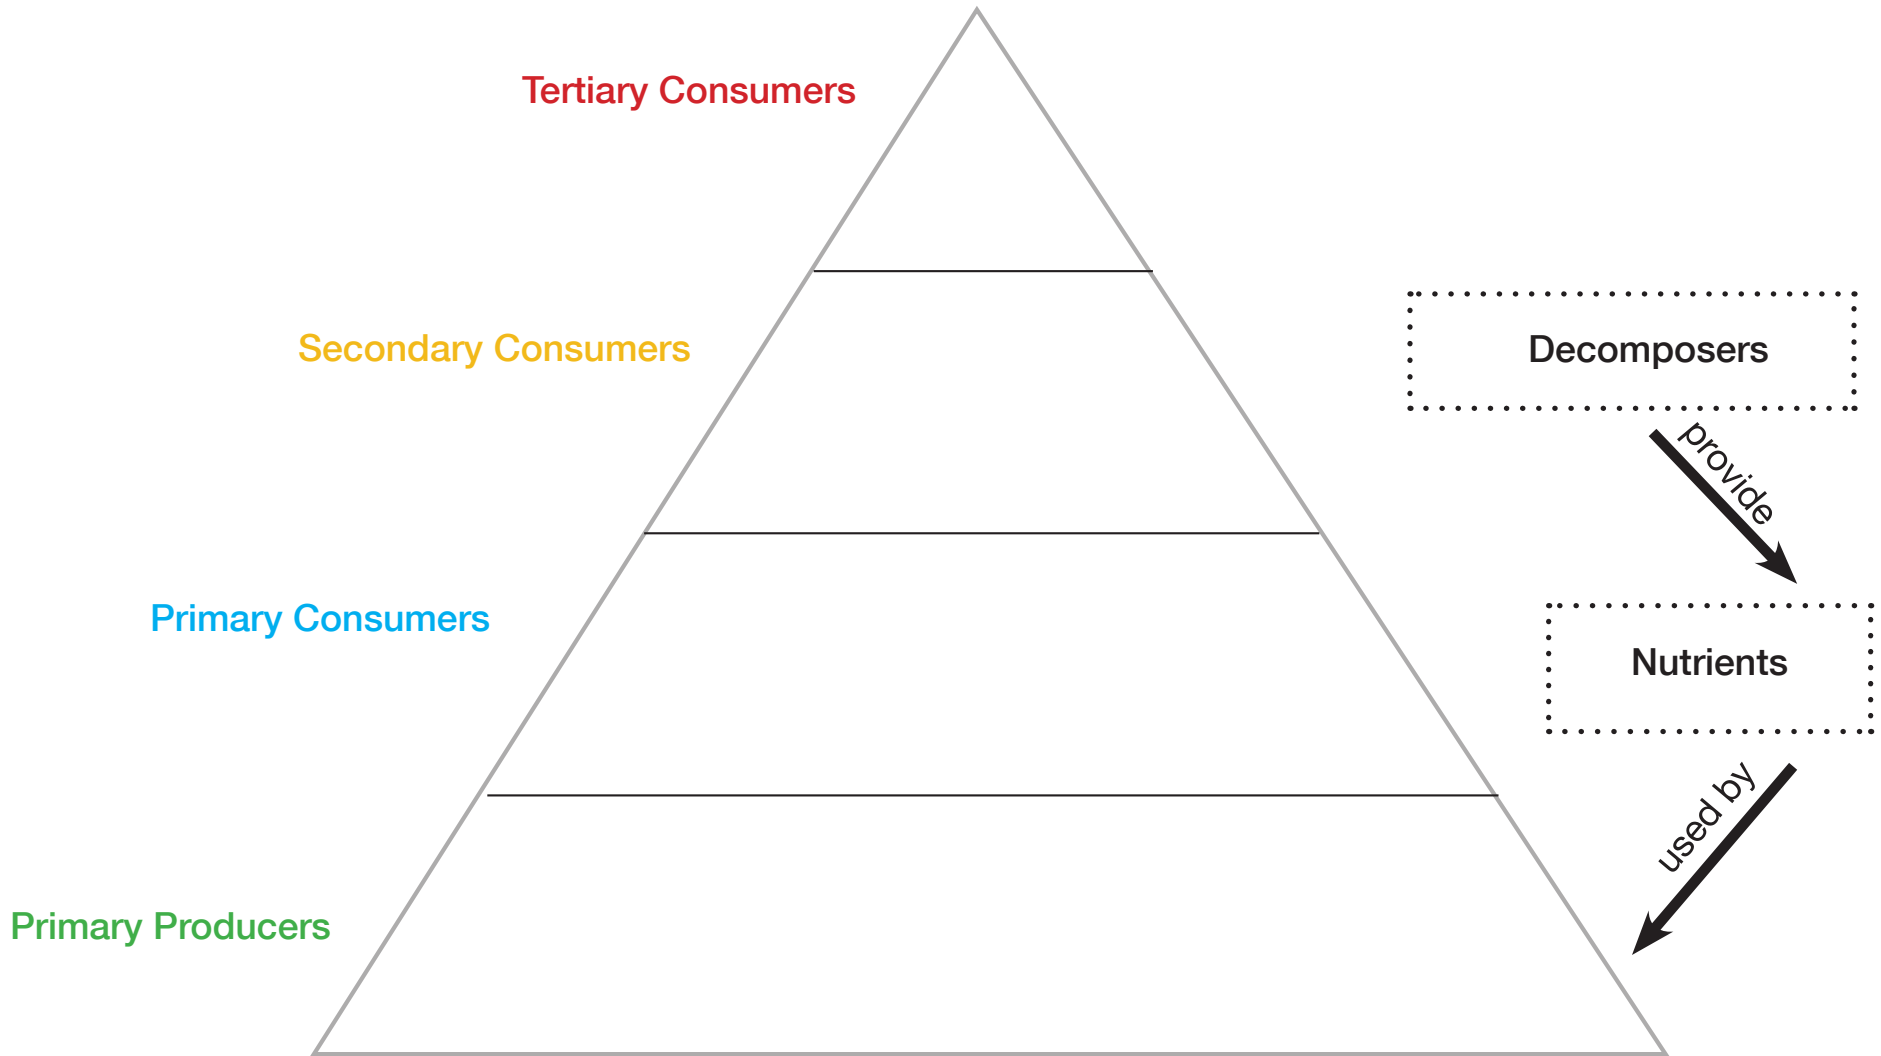 Tertiary Consumers
Secondary Consumers
Decomposers
provide
Primary Consumers
Nutrients
used by
Primary Producers